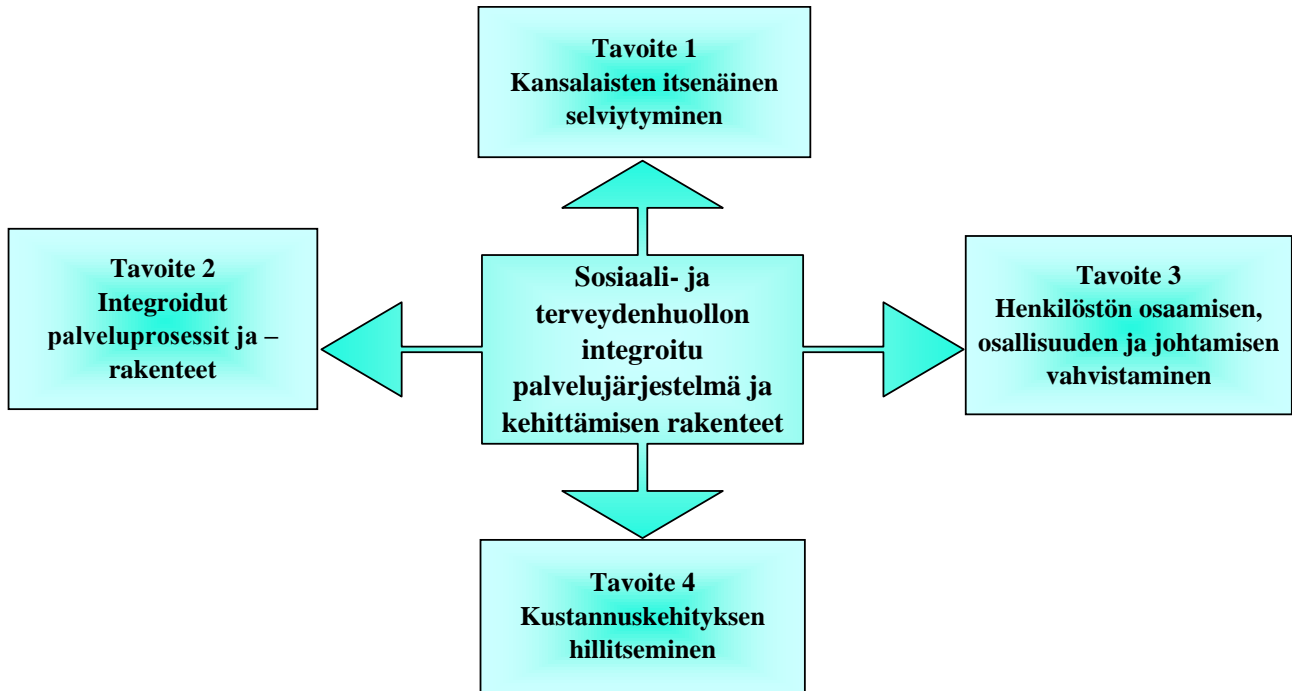 Tavoite 1
Kansalaisten itsenäinen
selviytyminen
Tavoite 2
Integroidut
palveluprosessit ja –
rakenteet
Sosiaali- ja
terveydenhuollon
integroitu
palvelujärjestelmä ja
kehittämisen rakenteet
Tavoite 3
Henkilöstön osaamisen,
osallisuuden ja johtamisen
vahvistaminen
Tavoite 4
Kustannuskehityksen
hillitseminen